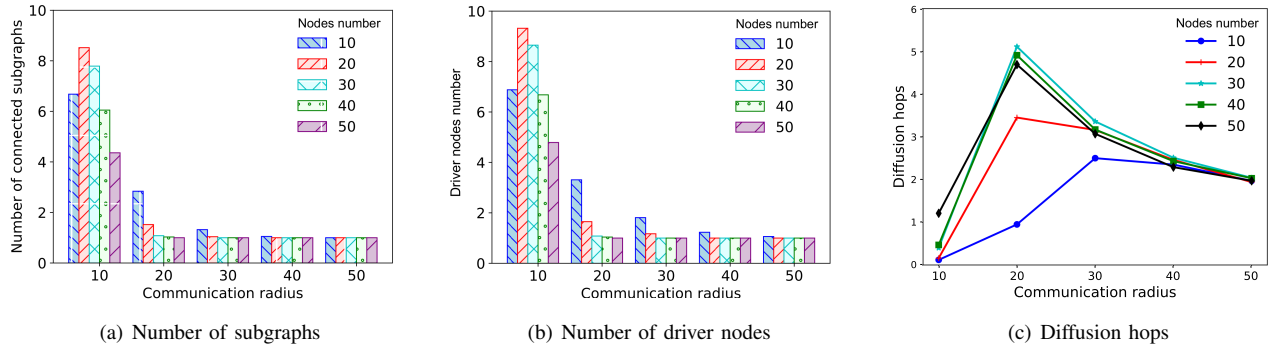 Number of connected subgraphs
10
8
6
4
2
0
Nodes number
10
20
30
40
50
10 20 30 40 50
Communication radius
(a) Number of subgraphs
Driver nodes number
10
8
6
4
2
0
Nodes number
10
20
30
40
50
10 20 30 40 50
Communication radius
(b) Number of driver nodes
Diffusion hops
6
5
4
3
2
1
0
Nodes number
10
20
30
40
50
10 20 30 40 50
Communication radius
(c) Diffusion hops